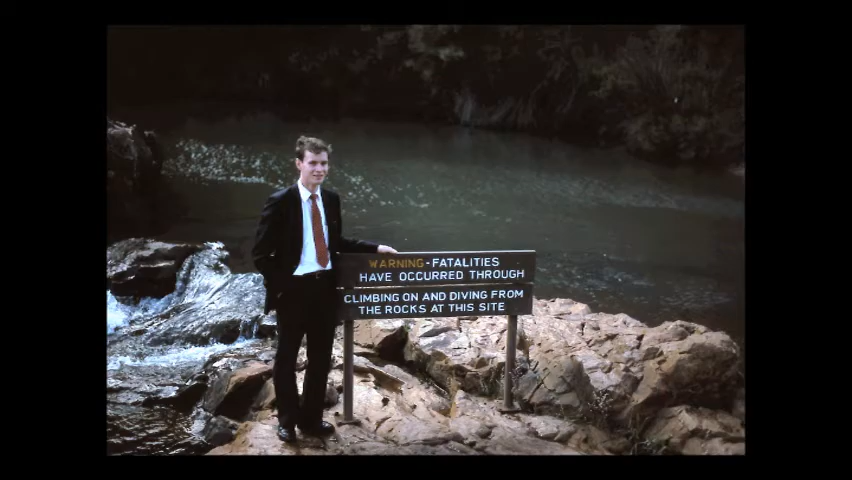 WARNING-FATALITIES
HAVE OCCURRED THROUGH
CLIMBING ON AND DIVING FROM
THE ROCKS AT THIS SITE